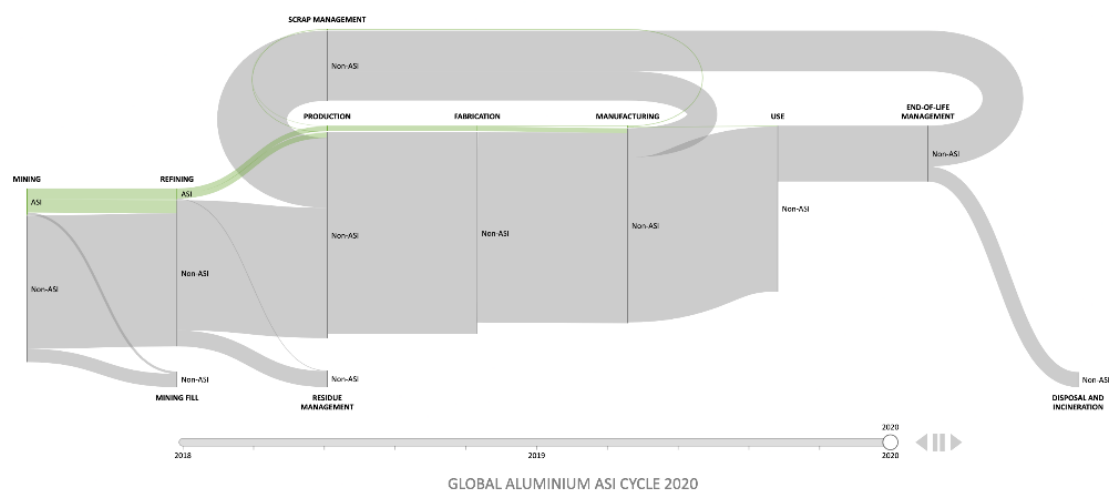 SCRAP MANAGEMENT
Non-ASI
PRODUCTION
FABRICATION
MANUFACTURING
USE
END-OF-LIFE
MANAGEMENT
Non-ASI
MINING
REFINING
ASI
ASI
Non-ASI
Non-ASI
Non-ASI
Non-ASI
Non-ASI
Non-ASI
Non-ASI
Non-ASI
Non-ASI
MINING FILL
RESIDUE
MANAGEMENT
DISPOSAL AND
INCINERATION
2020
2018
2019
2020
GLOBAL ALUMINIUM ASI CYCLE 2020